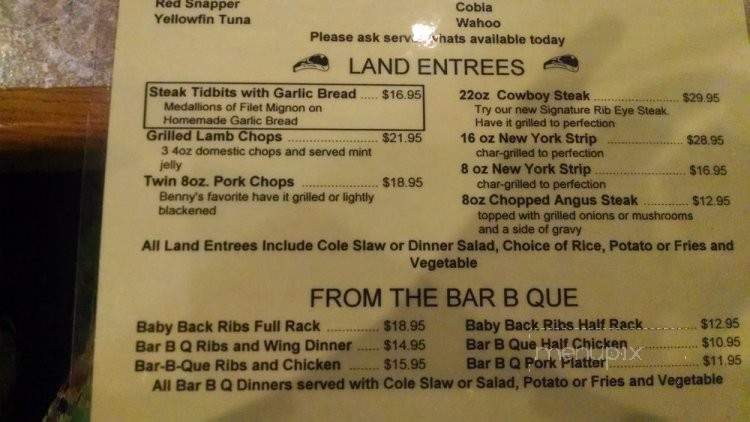 Red Snapper
Yellowfin Tuna
Cobia
Wahoo
Please ask server whats available today
LAND ENTREES
Steak Tidbits with Garlic Bread ..... $16.95
Medallions of Filet Mignon on
Homemade Garlic Bread
Grilled Lamb Chops ........................ $21.95
3 4oz domestic chops and served mint
jelly
Twin 8oz. Pork Chops .................... $18.95
Benny's favorite have it grilled or lightly
blackened
22oz Cowboy Steak ........................ $29.95
Try our new Signature Rib Eye Steak.
Have it grilled to perfection
16 oz New York Strip ...................... $28.95
char-grilled to perfection
8 oz New York Strip ........................ $16.95
char-grilled to perfection
8oz Chopped Angus Steak ............. $12.95
topped with grilled onions or mushrooms
and a side of gravy
All Land Entrees Include Cole Slaw or Dinner Salad, Choice of Rice, Potato or Fries and
Vegetable
FROM THE BAR B QUE
Baby Back Ribs Full Rack ............... $18.95
Bar B Q Ribs and Wing Dinner ....... $14.95
Bar-B-Que Ribs and Chicken .......... $15.95
Baby Back Ribs Half Rack .............. $12.95
Bar B Que Half Chicken .................. $10.95
Bar B Q Pork Platter ........................ $11.95
All Bar B Q Dinners served with Cole Slaw or Salad, Potato or Fries and Vegetable
menupix